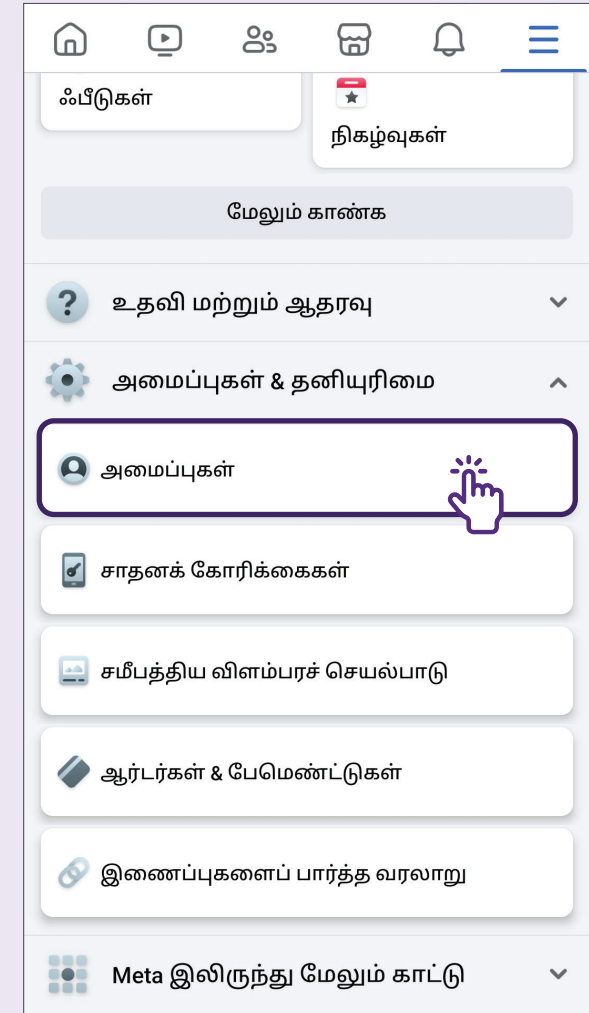 ஃபீடுகள்
நிகழ்வுகள்
மேலும் காண்க
உதவி மற்றும் ஆதரவு
அமைப்புகள் & தனியுரிமை
அமைப்புகள்
சாதனக் கோரிக்கைகள்
சமீபத்திய விளம்பரச் செயல்பாடு
ஆர்டர்கள் & பேமெண்ட்டுகள்
இணைப்புகளைப் பார்த்த வரலாறு
Meta இலிருந்து மேலும் காட்டு